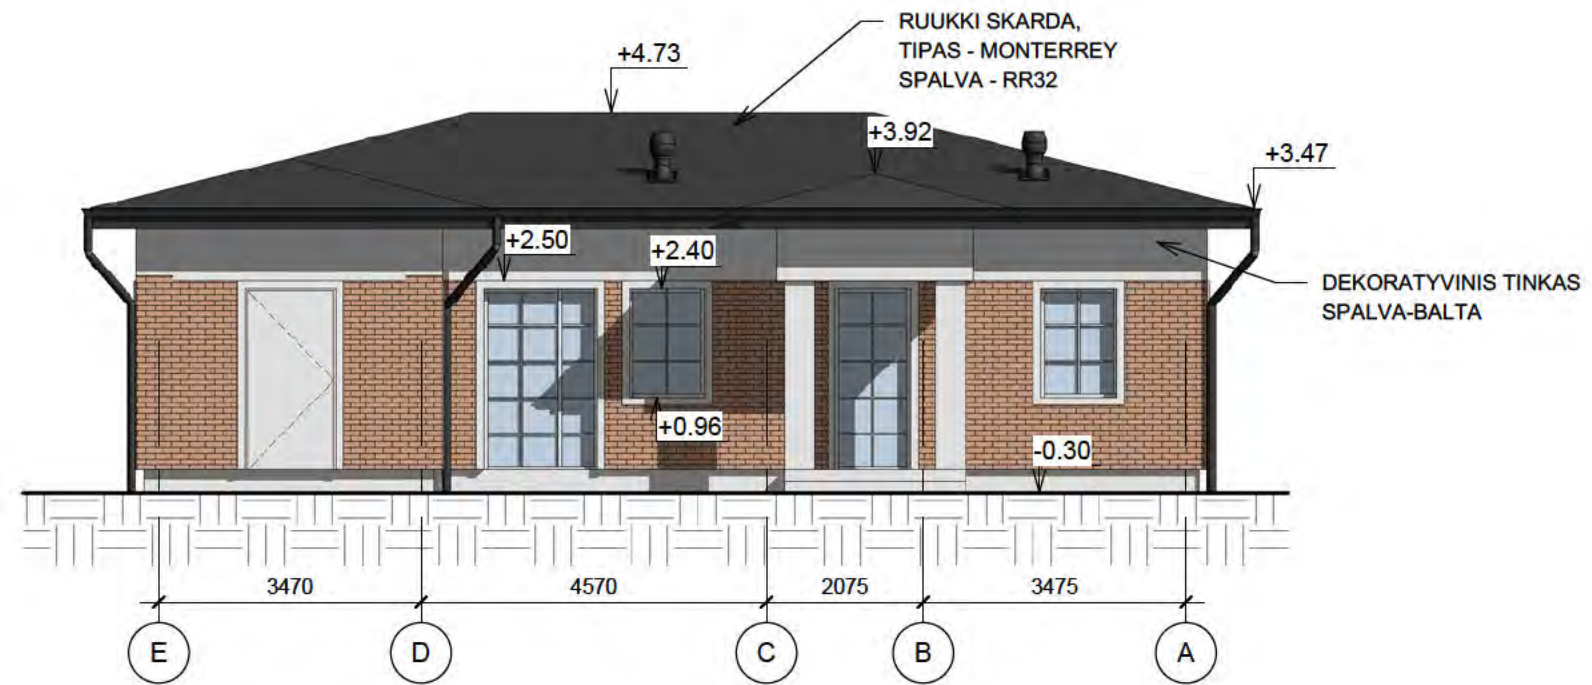 RUUKKI SKARDA,
TIPAS - MONTERREY
SPALVA - RR32
+4.73
+3.92
+3.47
+2.50
+2.40
DEKORATYVINIS TINKAS
SPALVA-BALTA
+0.96
-0.30
3470
4570
2075
3475
E
D
C
B
A